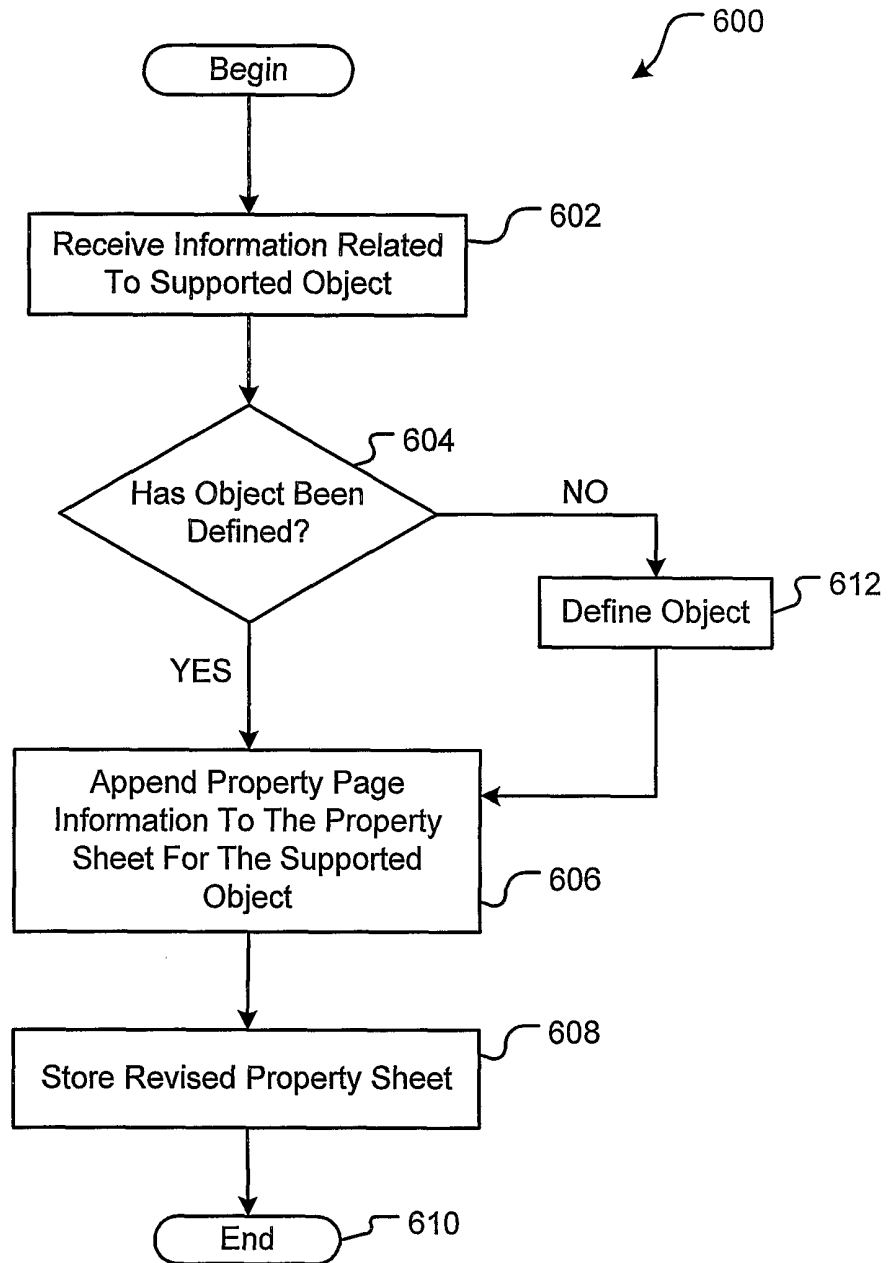 600
Begin
602
Receive Information Related
To Supported Object
604
Has Object Been
Defined?
NO
612
Define Object
YES
Append Property Page
Information To The Property
Sheet For The Supported
Object
606
608
Store Revised Property Sheet
End
610